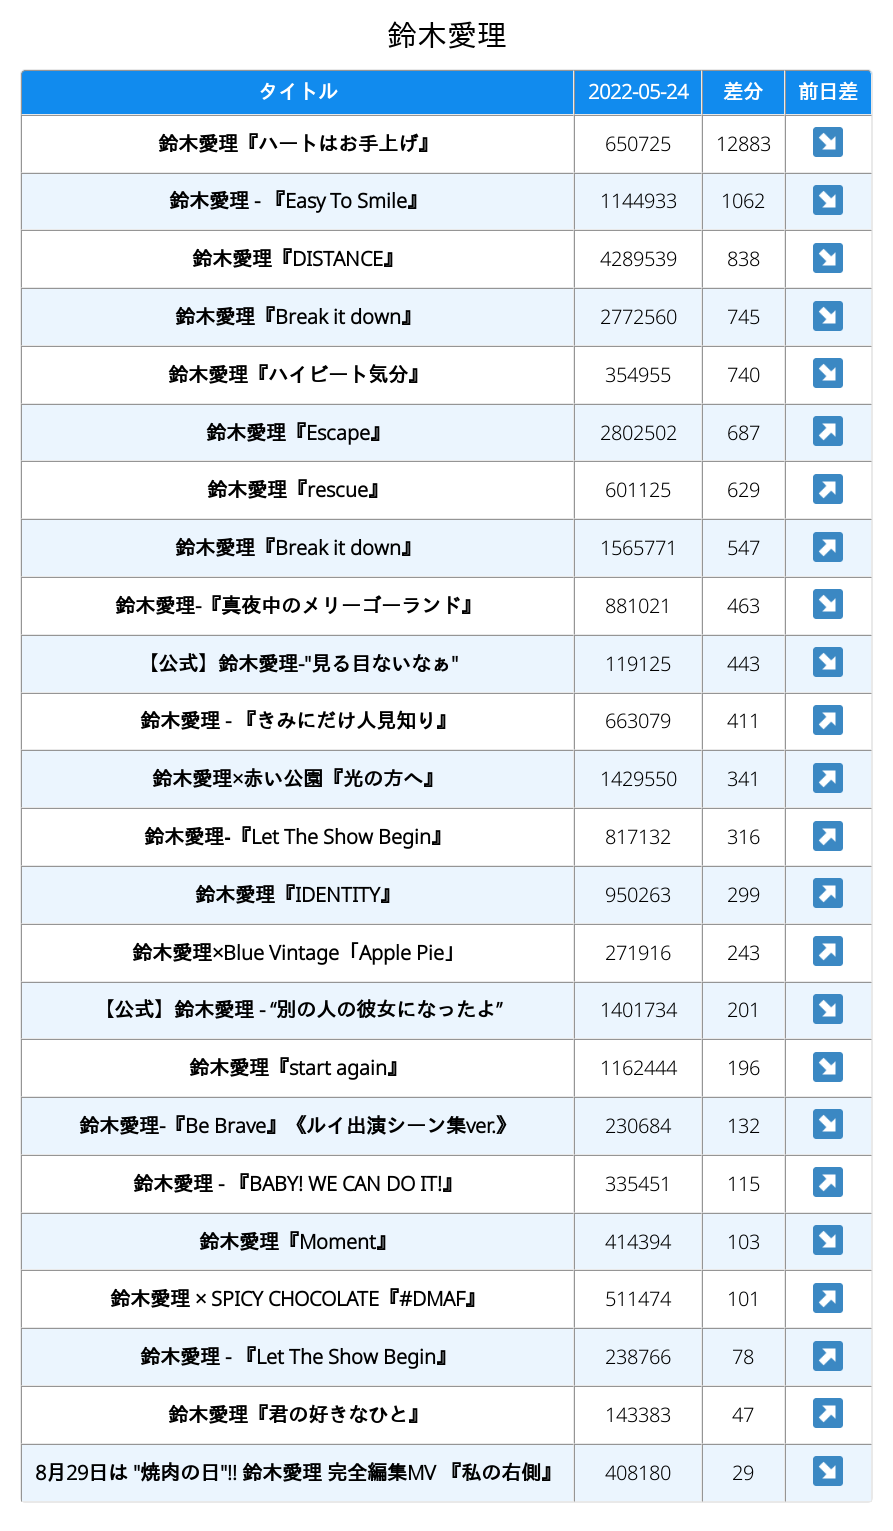 鈴木愛理
タイトル 2022-05-24 差分 前日差
鈴木愛理『ハートはお手上げ』 650725 12883 ↘
鈴木愛理 - 『Easy To Smile』 1144933 1062 ↘
鈴木愛理『DISTANCE』 4289539 838 ↘
鈴木愛理『Break it down』 2772560 745 ↘
鈴木愛理『ハイビート気分』 354955 740 ↘
鈴木愛理『Escape』 2802502 687 ↗
鈴木愛理『rescue』 601125 629 ↗
鈴木愛理『Break it down』 1565771 547 ↗
鈴木愛理-『真夜中のメリーゴーランド』 881021 463 ↘
【公式】鈴木愛理-"見る目ないなぁ" 119125 443 ↘
鈴木愛理 - 『きみにだけ人見知り』 663079 411 ↗
鈴木愛理×赤い公園『光の方へ』 1429550 341 ↗
鈴木愛理-『Let The Show Begin』 817132 316 ↗
鈴木愛理『IDENTITY』 950263 299 ↗
鈴木愛理×Blue Vintage「Apple Pie」 271916 243 ↗
【公式】鈴木愛理 - “別の人の彼女になったよ” 1401734 201 ↘
鈴木愛理『start again』 1162444 196 ↘
鈴木愛理-『Be Brave』《ルイ出演シーン集ver.》 230684 132 ↘
鈴木愛理 - 『BABY! WE CAN DO IT!』 335451 115 ↗
鈴木愛理『Moment』 414394 103 ↘
鈴木愛理 × SPICY CHOCOLATE『#DMAF』 511474 101 ↗
鈴木愛理 - 『Let The Show Begin』 238766 78 ↗
鈴木愛理『君の好きなひと』 143383 47 ↗
8月29日は "焼肉の日"!! 鈴木愛理 完全編集MV 『私の右側』 408180 29 ↘